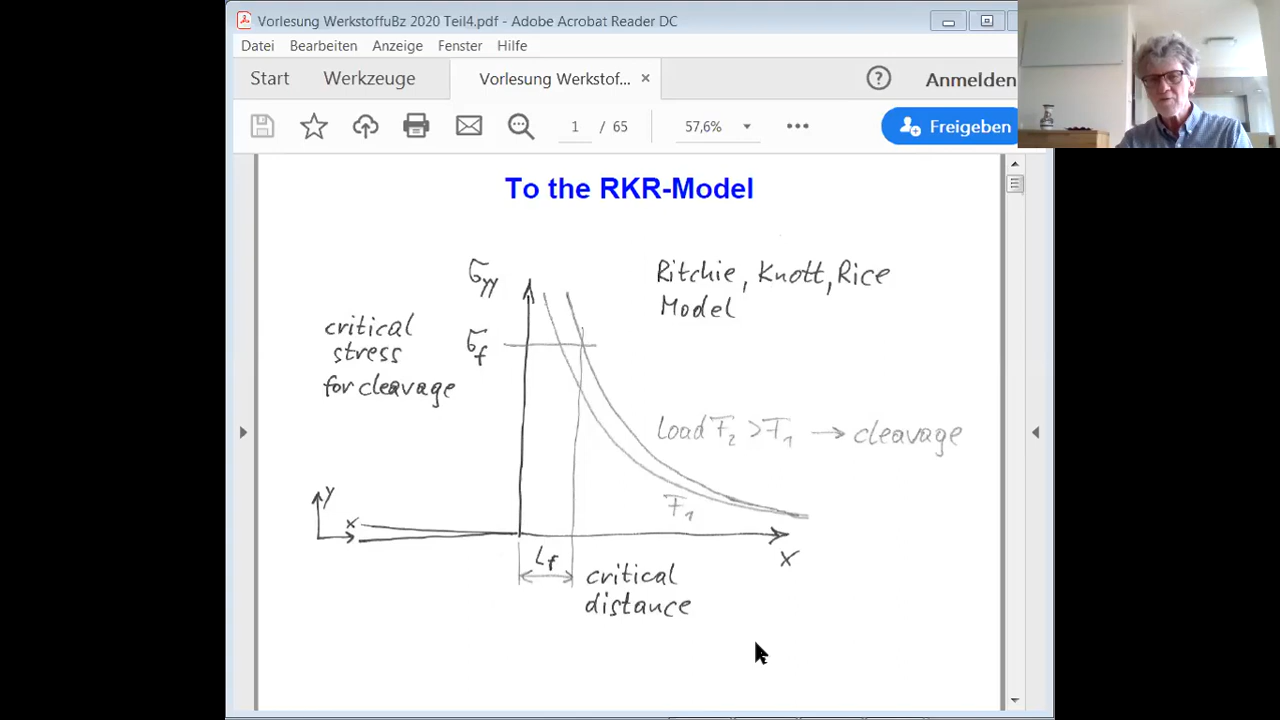 Vorlesung WerkstoffuBz 2020 Teil4.pdf - Adobe Acrobat Reader DC
Datei Bearbeiten Anzeige Fenster Hilfe
Start Werkzeuge Vorlesung Werkstof... × ? Anmelden
1 / 65 57,6% Freigeben
To the RKR-Model
σyy
Ritchie, Knott, Rice
Model
critical
stress
for cleavage
σf
Load F2 > F1 → cleavage
F1
y
x
x
Lf
critical
distance